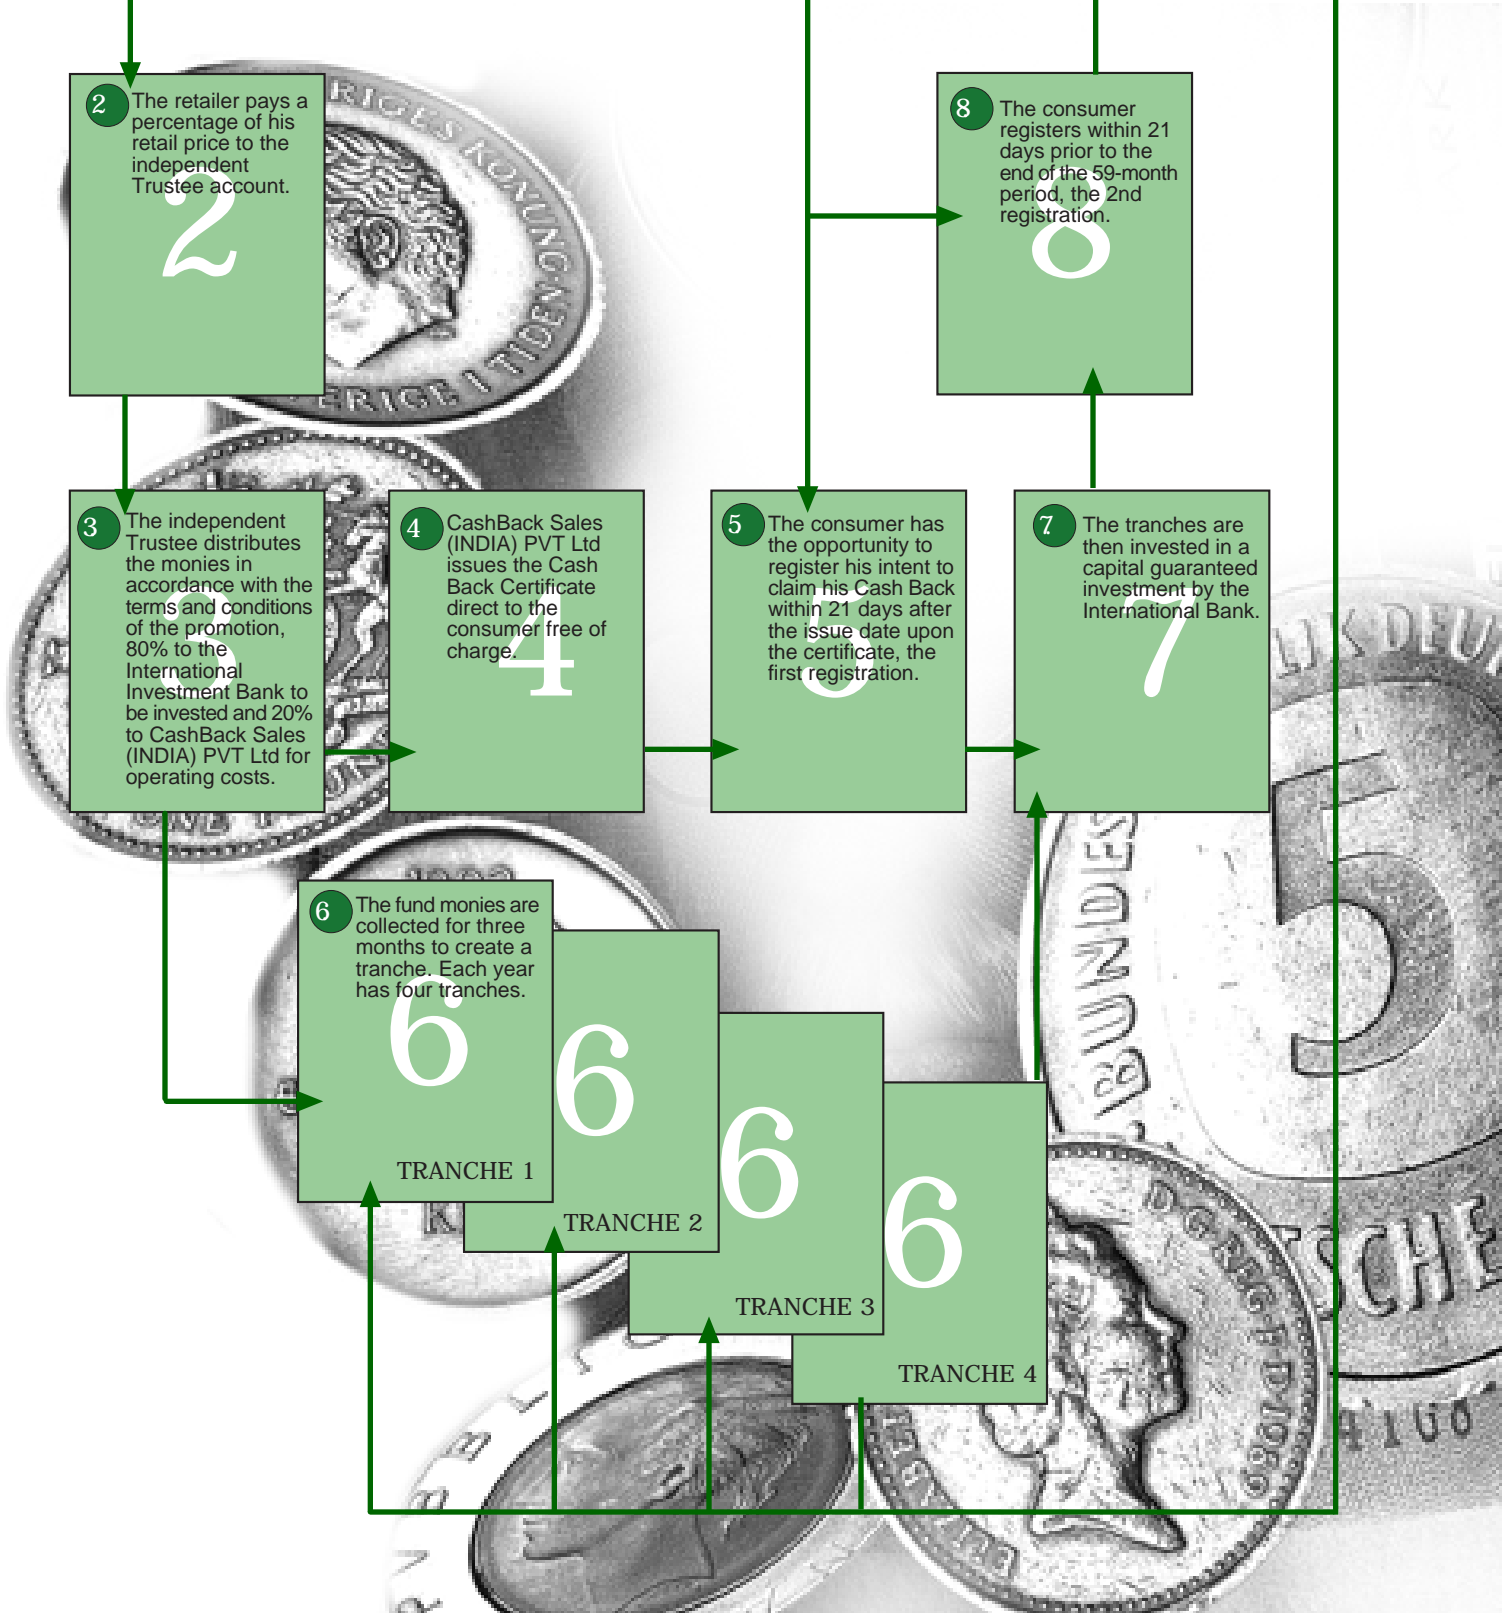 2
The retailer pays a
percentage of his
retail price to the
independent
Trustee account.
2
8
The consumer
registers within 21
days prior to the
end of the 59-month
period, the 2nd
registration.
8
RIGES KONUNG
ERIGE I TIDEN
3
The independent
Trustee distributes
the monies in
accordance with the
terms and conditions
of the promotion,
80% to the
International
Investment Bank to
be invested and 20%
to CashBack Sales
(INDIA) PVT Ltd for
operating costs.
3
4
CashBack Sales
(INDIA) PVT Ltd
issues the Cash
Back Certificate
direct to the
consumer free of
charge.
4
5
The consumer has
the opportunity to
register his intent to
claim his Cash Back
within 21 days after
the issue date upon
the certificate, the
first registration.
5
7
The tranches are
then invested in a
capital guaranteed
investment by the
International Bank.
7
ONE
BUNDES
5
6
The fund monies are
collected for three
months to create a
tranche. Each year
has four tranches.
6
TRANCHE 1
6
TRANCHE 2
6
TRANCHE 3
6
TRANCHE 4
D·G·REG·F·D·1989